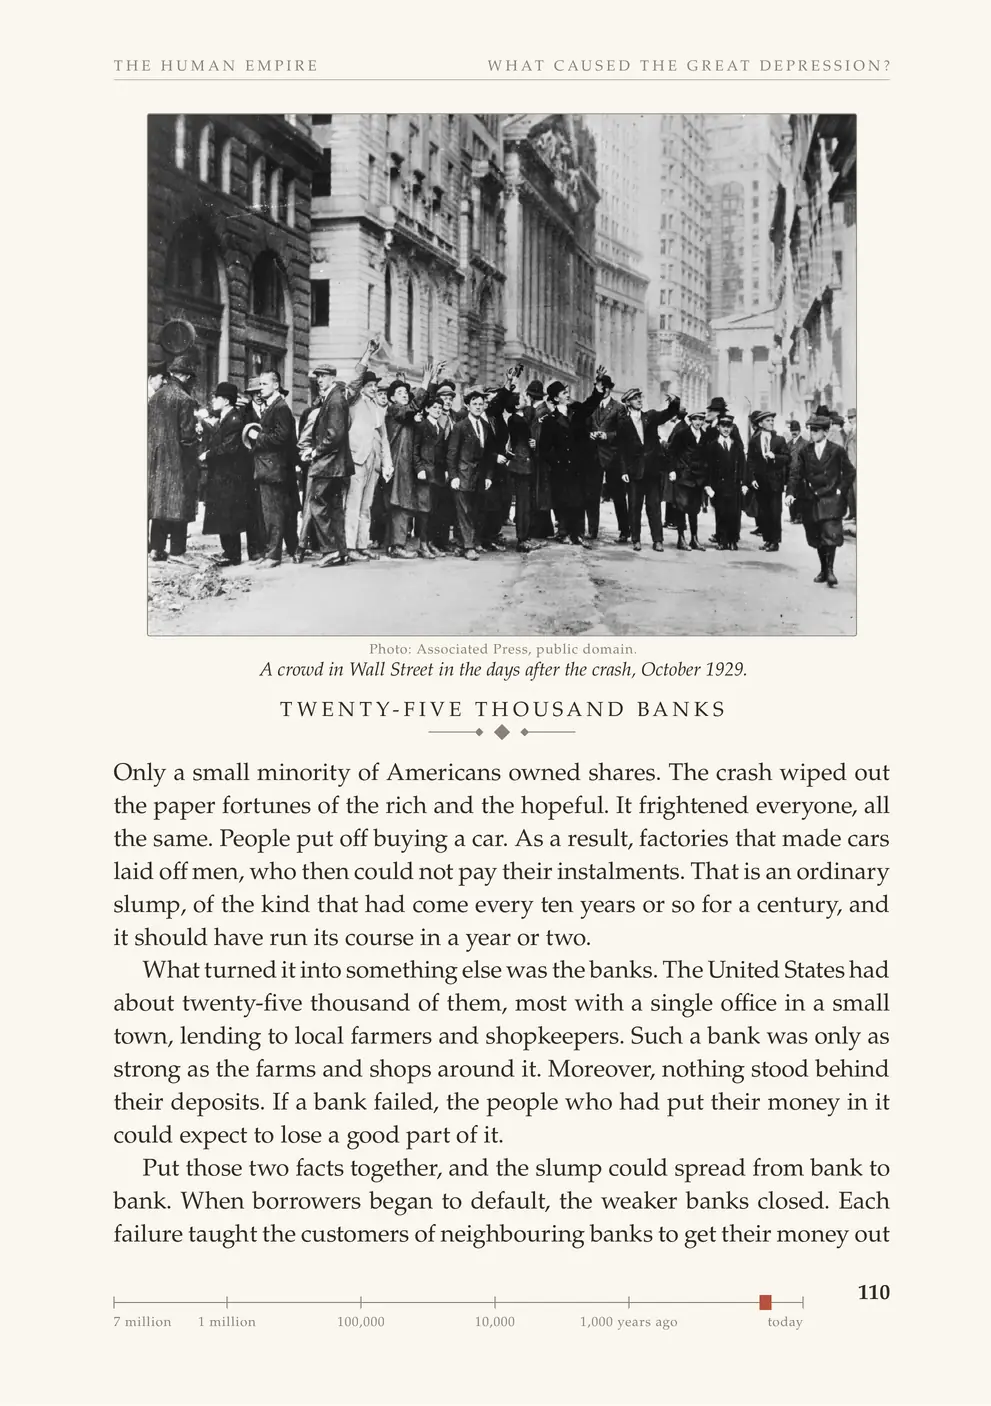 THE HUMAN EMPIRE
WHAT CAUSED THE GREAT DEPRESSION?
Photo: Associated Press, public domain.
A crowd in Wall Street in the days after the crash, October 1929.
TWENTY-FIVE THOUSAND BANKS
Only a small minority of Americans owned shares. The crash wiped out
the paper fortunes of the rich and the hopeful. It frightened everyone, all
the same. People put off buying a car. As a result, factories that made cars
laid off men, who then could not pay their instalments. That is an ordinary
slump, of the kind that had come every ten years or so for a century, and
it should have run its course in a year or two.
What turned it into something else was the banks. The United States had
about twenty-five thousand of them, most with a single office in a small
town, lending to local farmers and shopkeepers. Such a bank was only as
strong as the farms and shops around it. Moreover, nothing stood behind
their deposits. If a bank failed, the people who had put their money in it
could expect to lose a good part of it.
Put those two facts together, and the slump could spread from bank to
bank. When borrowers began to default, the weaker banks closed. Each
failure taught the customers of neighbouring banks to get their money out
110
7 million
1 million
100,000
10,000
1,000 years ago
today